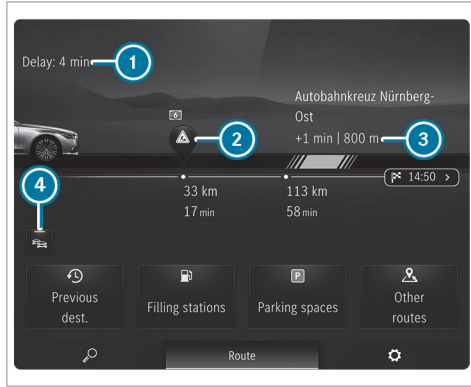 Delay: 4 min
1
Autobahnkreuz Nürnberg-
Ost
6
2
+1 min | 800 m
3
4
14:50 >
33 km
113 km
17 min
58 min
P
Previous
dest.
Filling stations
Parking spaces
Other
routes
Route